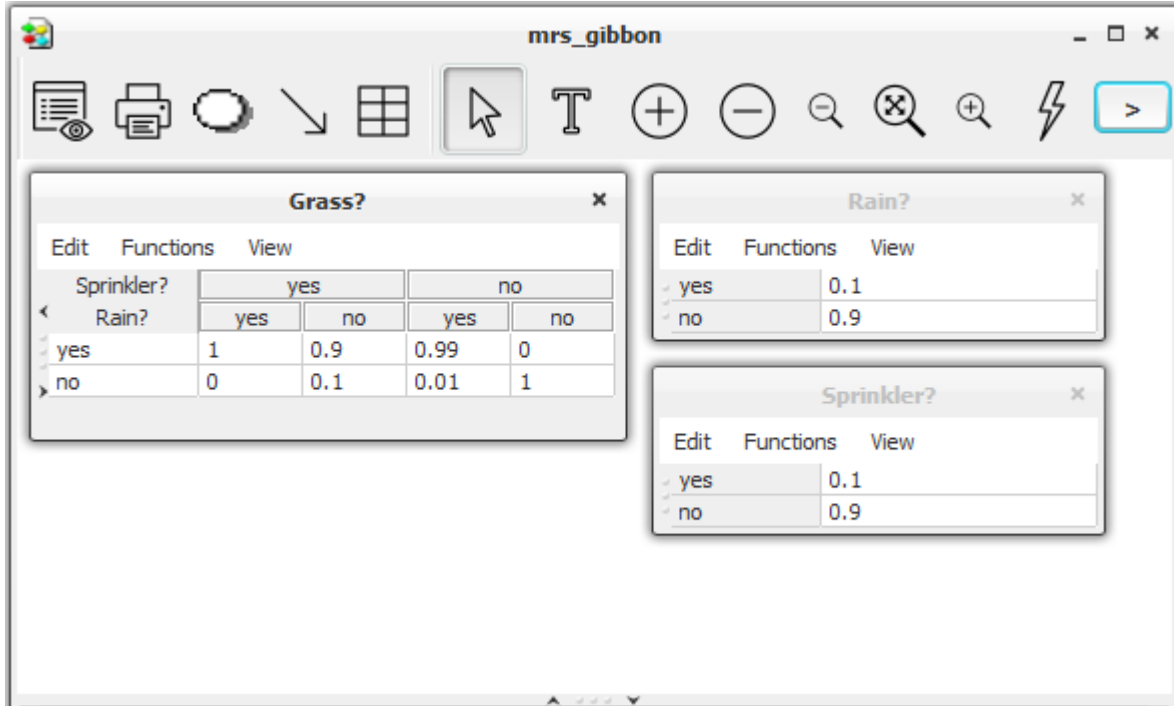 mrs_gibbon
T
>
Grass?
Edit Functions View
Sprinkler? yes no
Rain? yes no yes no
yes 1 0.9 0.99 0
no 0 0.1 0.01 1
Rain?
Edit Functions View
yes 0.1
no 0.9
Sprinkler?
Edit Functions View
yes 0.1
no 0.9